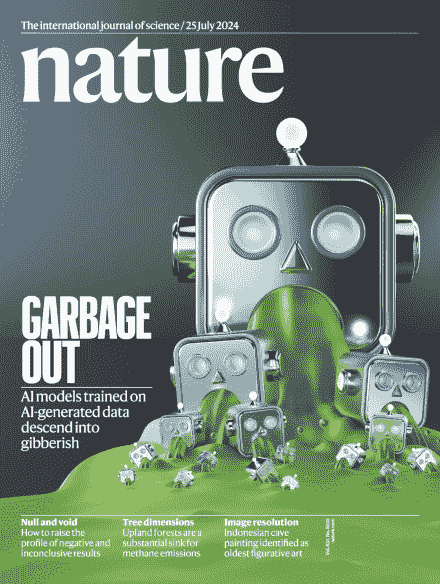 The international journal of science / 25 July 2024
nature
GARBAGE
OUT
AI models trained on
AI-generated data
descend into
gibberish
Null and void
How to raise the
profile of negative and
inconclusive results
Tree dimensions
Upland forests are a
substantial sink for
methane emissions
Image resolution
Indonesian cave
painting identified as
oldest figurative art